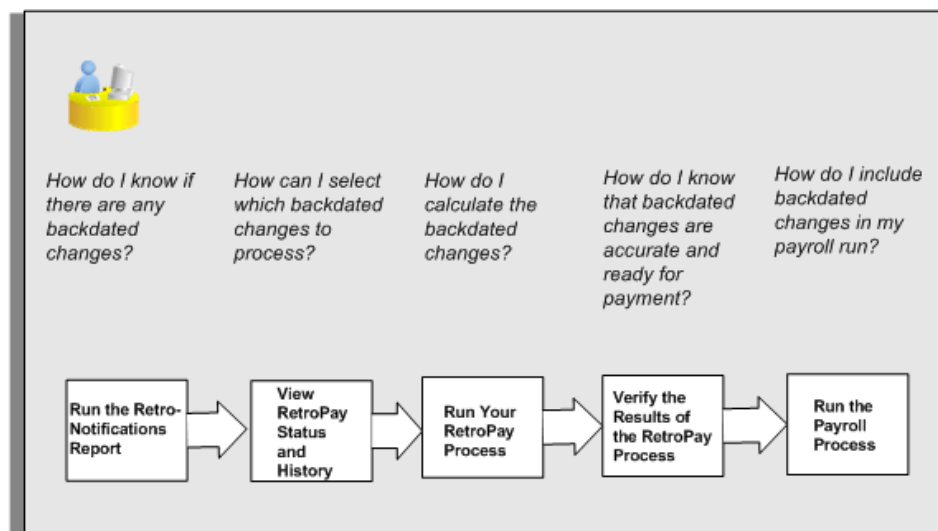 How do I know if
there are any
backdated
changes?
How can I select
which backdated
changes to
process?
How do I
calculate the
backdated
changes?
How do I know
that backdated
changes are
accurate and
ready for
payment?
How do I include
backdated
changes in my
payroll run?
Run the Retro-
Notifications
Report
View
RetroPay
Status
and
History
Run Your
RetroPay
Process
Verify the
Results of
the RetroPay
Process
Run the
Payroll
Process